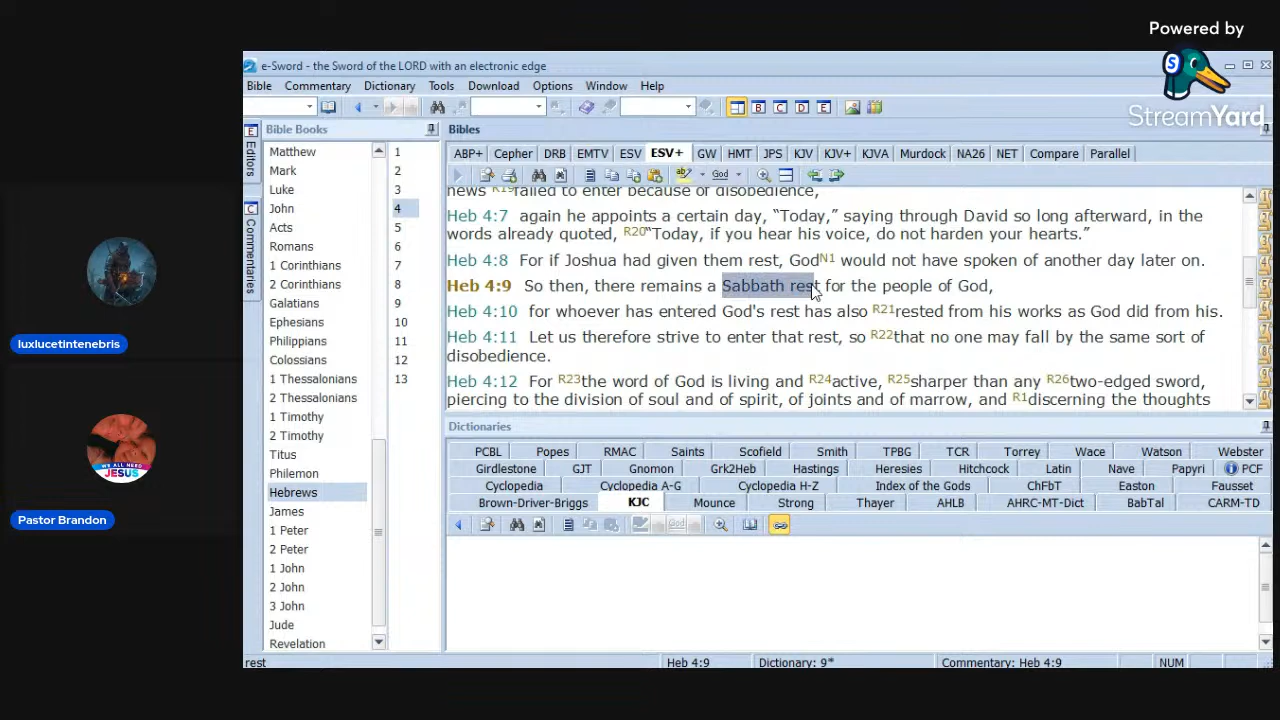 Powered by
StreamYard
e-Sword - the Sword of the LORD with an electronic edge
Bible Commentary Dictionary Tools Download Options Window Help
B C D E
Bible Books
Bibles
Editors
Commentaries
Matthew
Mark
Luke
John
Acts
Romans
1 Corinthians
2 Corinthians
Galatians
Ephesians
Philippians
Colossians
1 Thessalonians
2 Thessalonians
1 Timothy
2 Timothy
Titus
Philemon
Hebrews
James
1 Peter
2 Peter
1 John
2 John
3 John
Jude
Revelation
1
2
3
4
5
6
7
8
9
10
11
12
13
ABP+ Cepher DRB EMTV ESV ESV+ GW HMT JPS KJV KJV+ KJVA Murdock NA26 NET Compare Parallel
news R19failed to enter because of disobedience,
Heb 4:7 again he appoints a certain day, “Today,” saying through David so long afterward, in the
words already quoted, R20“Today, if you hear his voice, do not harden your hearts.”
Heb 4:8 For if Joshua had given them rest, GodN1 would not have spoken of another day later on.
Heb 4:9 So then, there remains a Sabbath rest for the people of God,
Heb 4:10 for whoever has entered God's rest has also R21rested from his works as God did from his.
Heb 4:11 Let us therefore strive to enter that rest, so R22that no one may fall by the same sort of
disobedience.
Heb 4:12 For R23the word of God is living and R24active, R25sharper than any R26two-edged sword,
piercing to the division of soul and of spirit, of joints and of marrow, and R1discerning the thoughts
Dictionaries
PCBL Popes RMAC Saints Scofield Smith TPBG TCR Torrey Wace Watson Webster
Girdlestone GJT Gnomon Grk2Heb Hastings Heresies Hitchcock Latin Nave Papyri PCF
Cyclopedia Cyclopedia A-G Cyclopedia H-Z Index of the Gods ChFbT Easton Fausset
Brown-Driver-Briggs KJC Mounce Strong Thayer AHLB AHRC-MT-Dict BabTal CARM-TD
rest Heb 4:9 Dictionary: 9* Commentary: Heb 4:9 NUM
luxlucetintenebris
WE ALL NEED
JESUS
Pastor Brandon